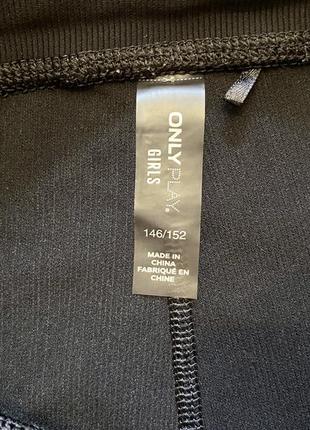 ONLY PLAY®
GIRLS
146/152
MADE IN
CHINA
FABRIQUÉ EN
CHINE